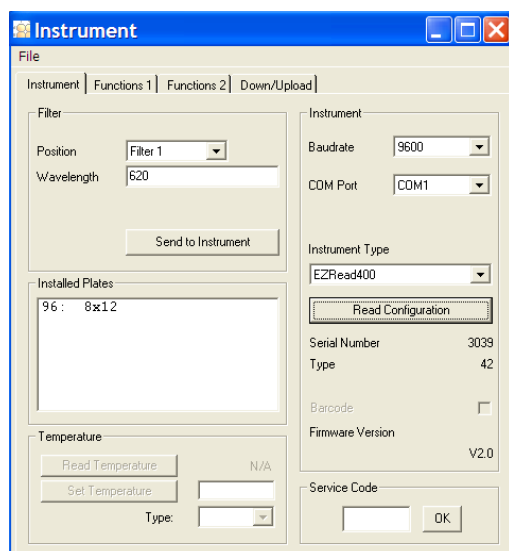 Instrument
File
Instrument Functions 1 Functions 2 Down/Upload
Filter
Position Filter 1
Wavelength 620
Send to Instrument
Installed Plates
96: 8x12
Temperature
Read Temperature N/A
Set Temperature
Type:
Instrument
Baudrate 9600
COM Port COM1
Instrument Type
EZRead400
Read Configuration
Serial Number 3039
Type 42
Barcode
Firmware Version
V2.0
Service Code
OK